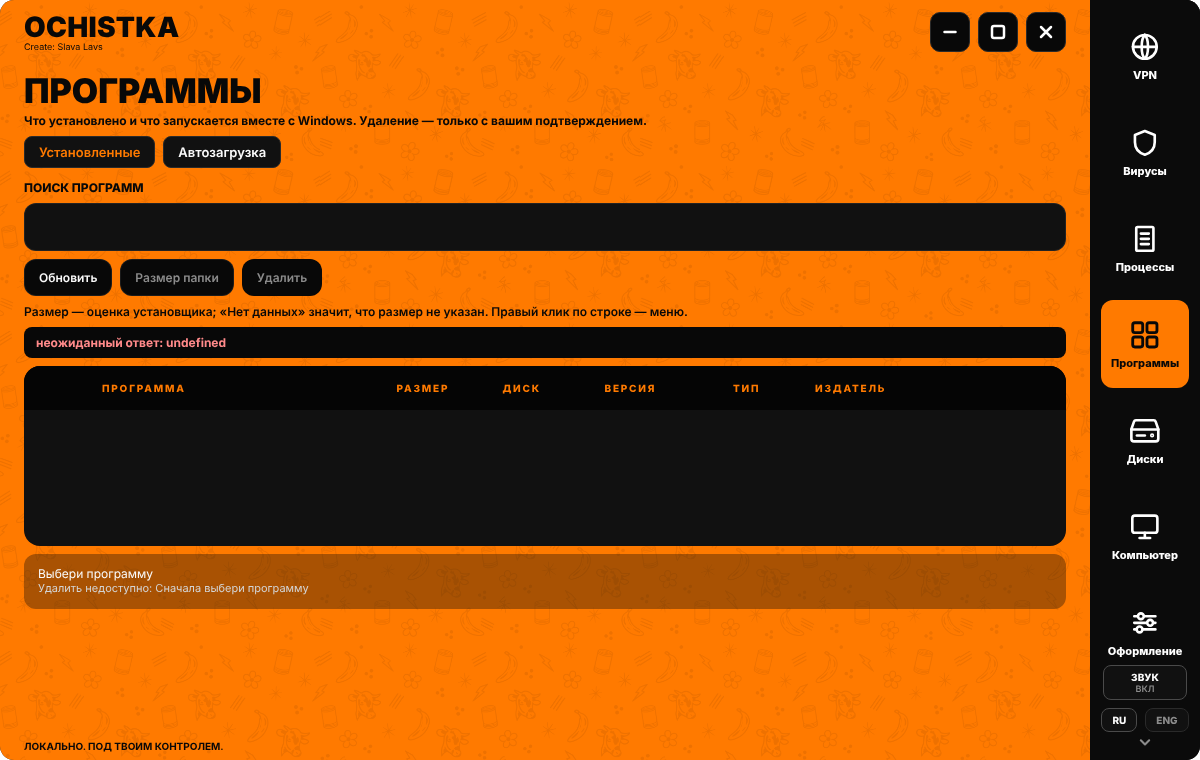 OCHISTKA
Create: Slava Lavs
ПРОГРАММЫ
Что установлено и что запускается вместе с Windows. Удаление — только с вашим подтверждением.
Установленные
Автозагрузка
ПОИСК ПРОГРАММ
Обновить
Размер папки
Удалить
Размер — оценка установщика; «Нет данных» значит, что размер не указан. Правый клик по строке — меню.
неожиданный ответ: undefined
ПРОГРАММА РАЗМЕР ДИСК ВЕРСИЯ ТИП ИЗДАТЕЛЬ
Выбери программу
Удалить недоступно: Сначала выбери программу
ЛОКАЛЬНО. ПОД ТВОИМ КОНТРОЛЕМ.
VPN
Вирусы
Процессы
Программы
Диски
Компьютер
Оформление
ЗВУК
ВКЛ
RU
ENG